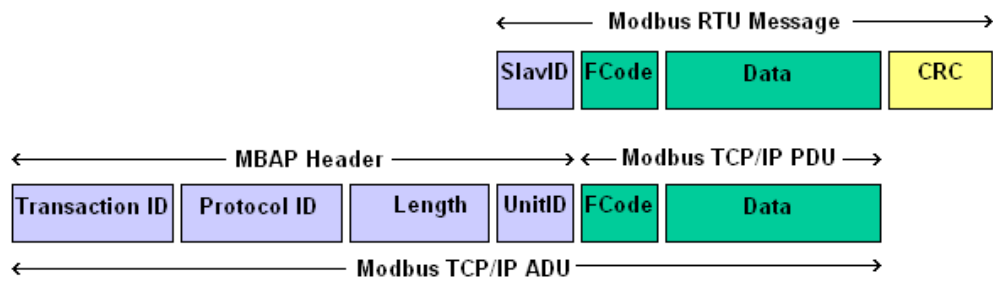 Modbus RTU Message
SlavID FCode Data CRC
MBAP Header Modbus TCP/IP PDU
Transaction ID Protocol ID Length UnitID FCode Data
Modbus TCP/IP ADU